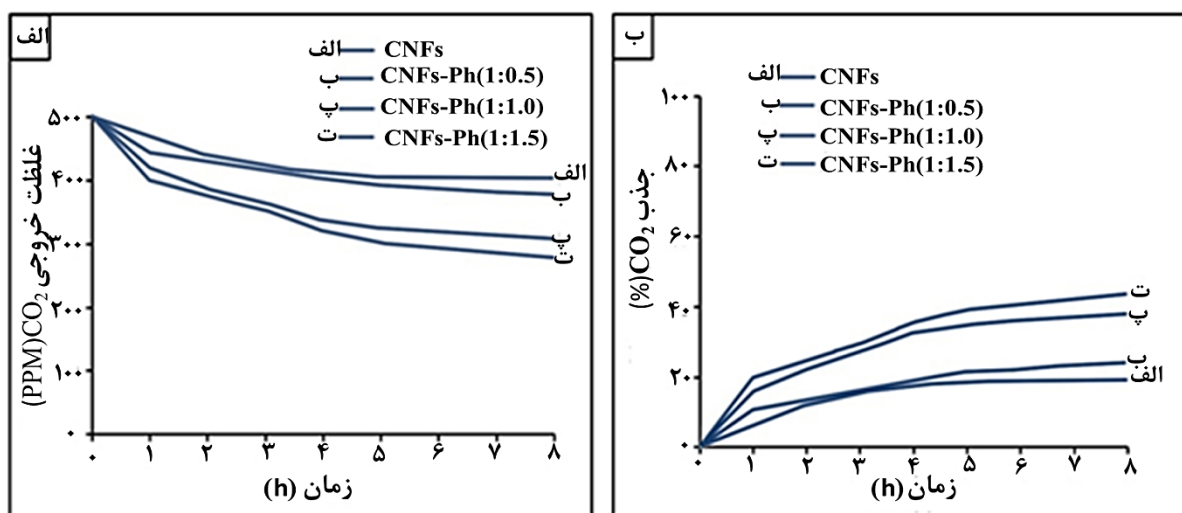 الف
الف CNFs
ب CNFs-Ph(1:0.5)
پ CNFs-Ph(1:1.0)
ت CNFs-Ph(1:1.5)
غلظت خروجی CO₂(PPM)
۵۰۰
۴۰۰
۳۰۰
۲۰۰
۱۰۰
۰
الف
ب
پ
ت
۰ ۱ ۲ ۳ ۴ ۵ ۶ ۷ ۸
زمان (h)
ب
الف CNFs
ب CNFs-Ph(1:0.5)
پ CNFs-Ph(1:1.0)
ت CNFs-Ph(1:1.5)
جذب CO₂(%)
۱۰۰
۸۰
۶۰
۴۰
۲۰
۰
ت
پ
ب
الف
۰ ۱ ۲ ۳ ۴ ۵ ۶ ۷ ۸
زمان (h)